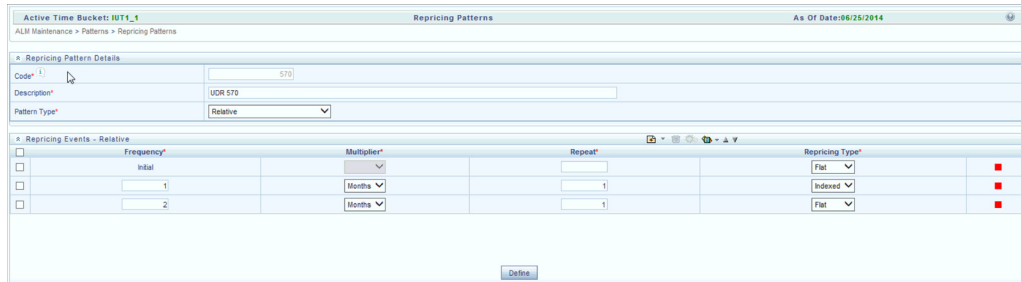 Active Time Bucket: IUT1_1 Repricing Patterns As Of Date:06/25/2014
ALM Maintenance > Patterns > Repricing Patterns
Repricing Pattern Details
Code* 570
Description* UDR 570
Pattern Type* Relative
Repricing Events - Relative
Frequency* Multiplier* Repeat* Repricing Type*
Initial Flat
1 Months 1 Indexed
2 Months 1 Flat
Define